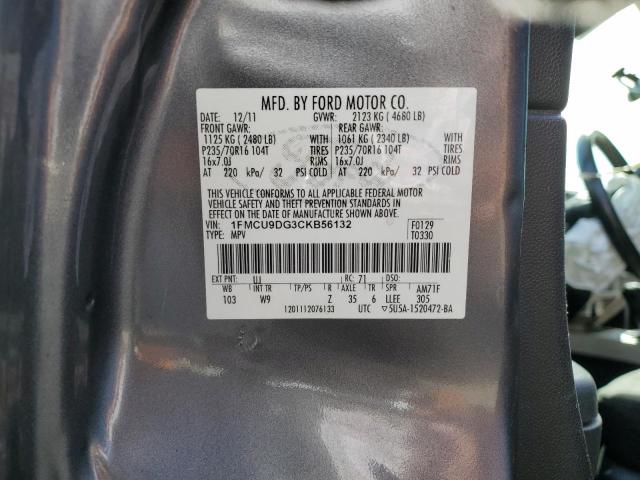 MFD. BY FORD MOTOR CO.
DATE: 12/11 GVWR: 2123 KG ( 4680 LB)
FRONT GAWR: REAR GAWR:
1125 KG ( 2480 LB) WITH 1061 KG ( 2340 LB) WITH
P235/70R16 104T TIRES P235/70R16 104T TIRES
16x7.0J RIMS 16x7.0J RIMS
AT 220 kPa/ 32 PSI COLD AT 220 kPa/ 32 PSI COLD
THIS VEHICLE CONFORMS TO ALL APPLICABLE FEDERAL MOTOR
VEHICLE SAFETY AND BUMPER STANDARDS IN
EFFECT ON THE DATE OF MANUFACTURE SHOWN ABOVE.
VIN: 1FMCU9DG3CKB56132 F0129
TYPE: MPV T0330
EXT PNT: UJ RC: 71 DSO:
WB INT TR TP/PS R AXLE TR SPR AM71F
103 W9 Z 35 6 LLEE 305
1201112076133 UTC ▽5U5A-1520472-BA